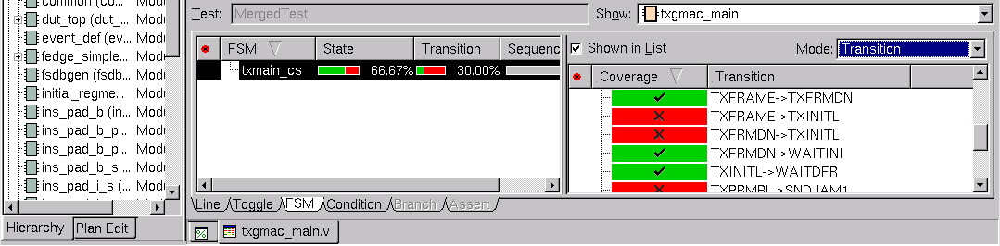 common (co... Modu
dut_top (dut... Modu
event_def (ev... Modu
fedge_simple... Modu
fsdbgen (fsdb... Modu
initial_regme... Modu
ins_pad_b (in... Modu
ins_pad_b_p... Modu
ins_pad_b_p... Modu
ins_pad_b_s ... Modu
ins_pad_i_s (... Modu
Hierarchy Plan Edit
Test: MergedTest
Show: txgmac_main
FSM State Transition Sequenc
txmain_cs 66.67% 30.00%
Shown in List
Mode: Transition
Coverage Transition
TXFRAME->TXFRMDN
TXFRAME->TXINITL
TXFRMDN->TXINITL
TXFRMDN->WAITINI
TXINITL->WAITDFR
TXPRMBL->SNDJAM1
Line Toggle FSM Condition Branch Assert
txgmac_main.v